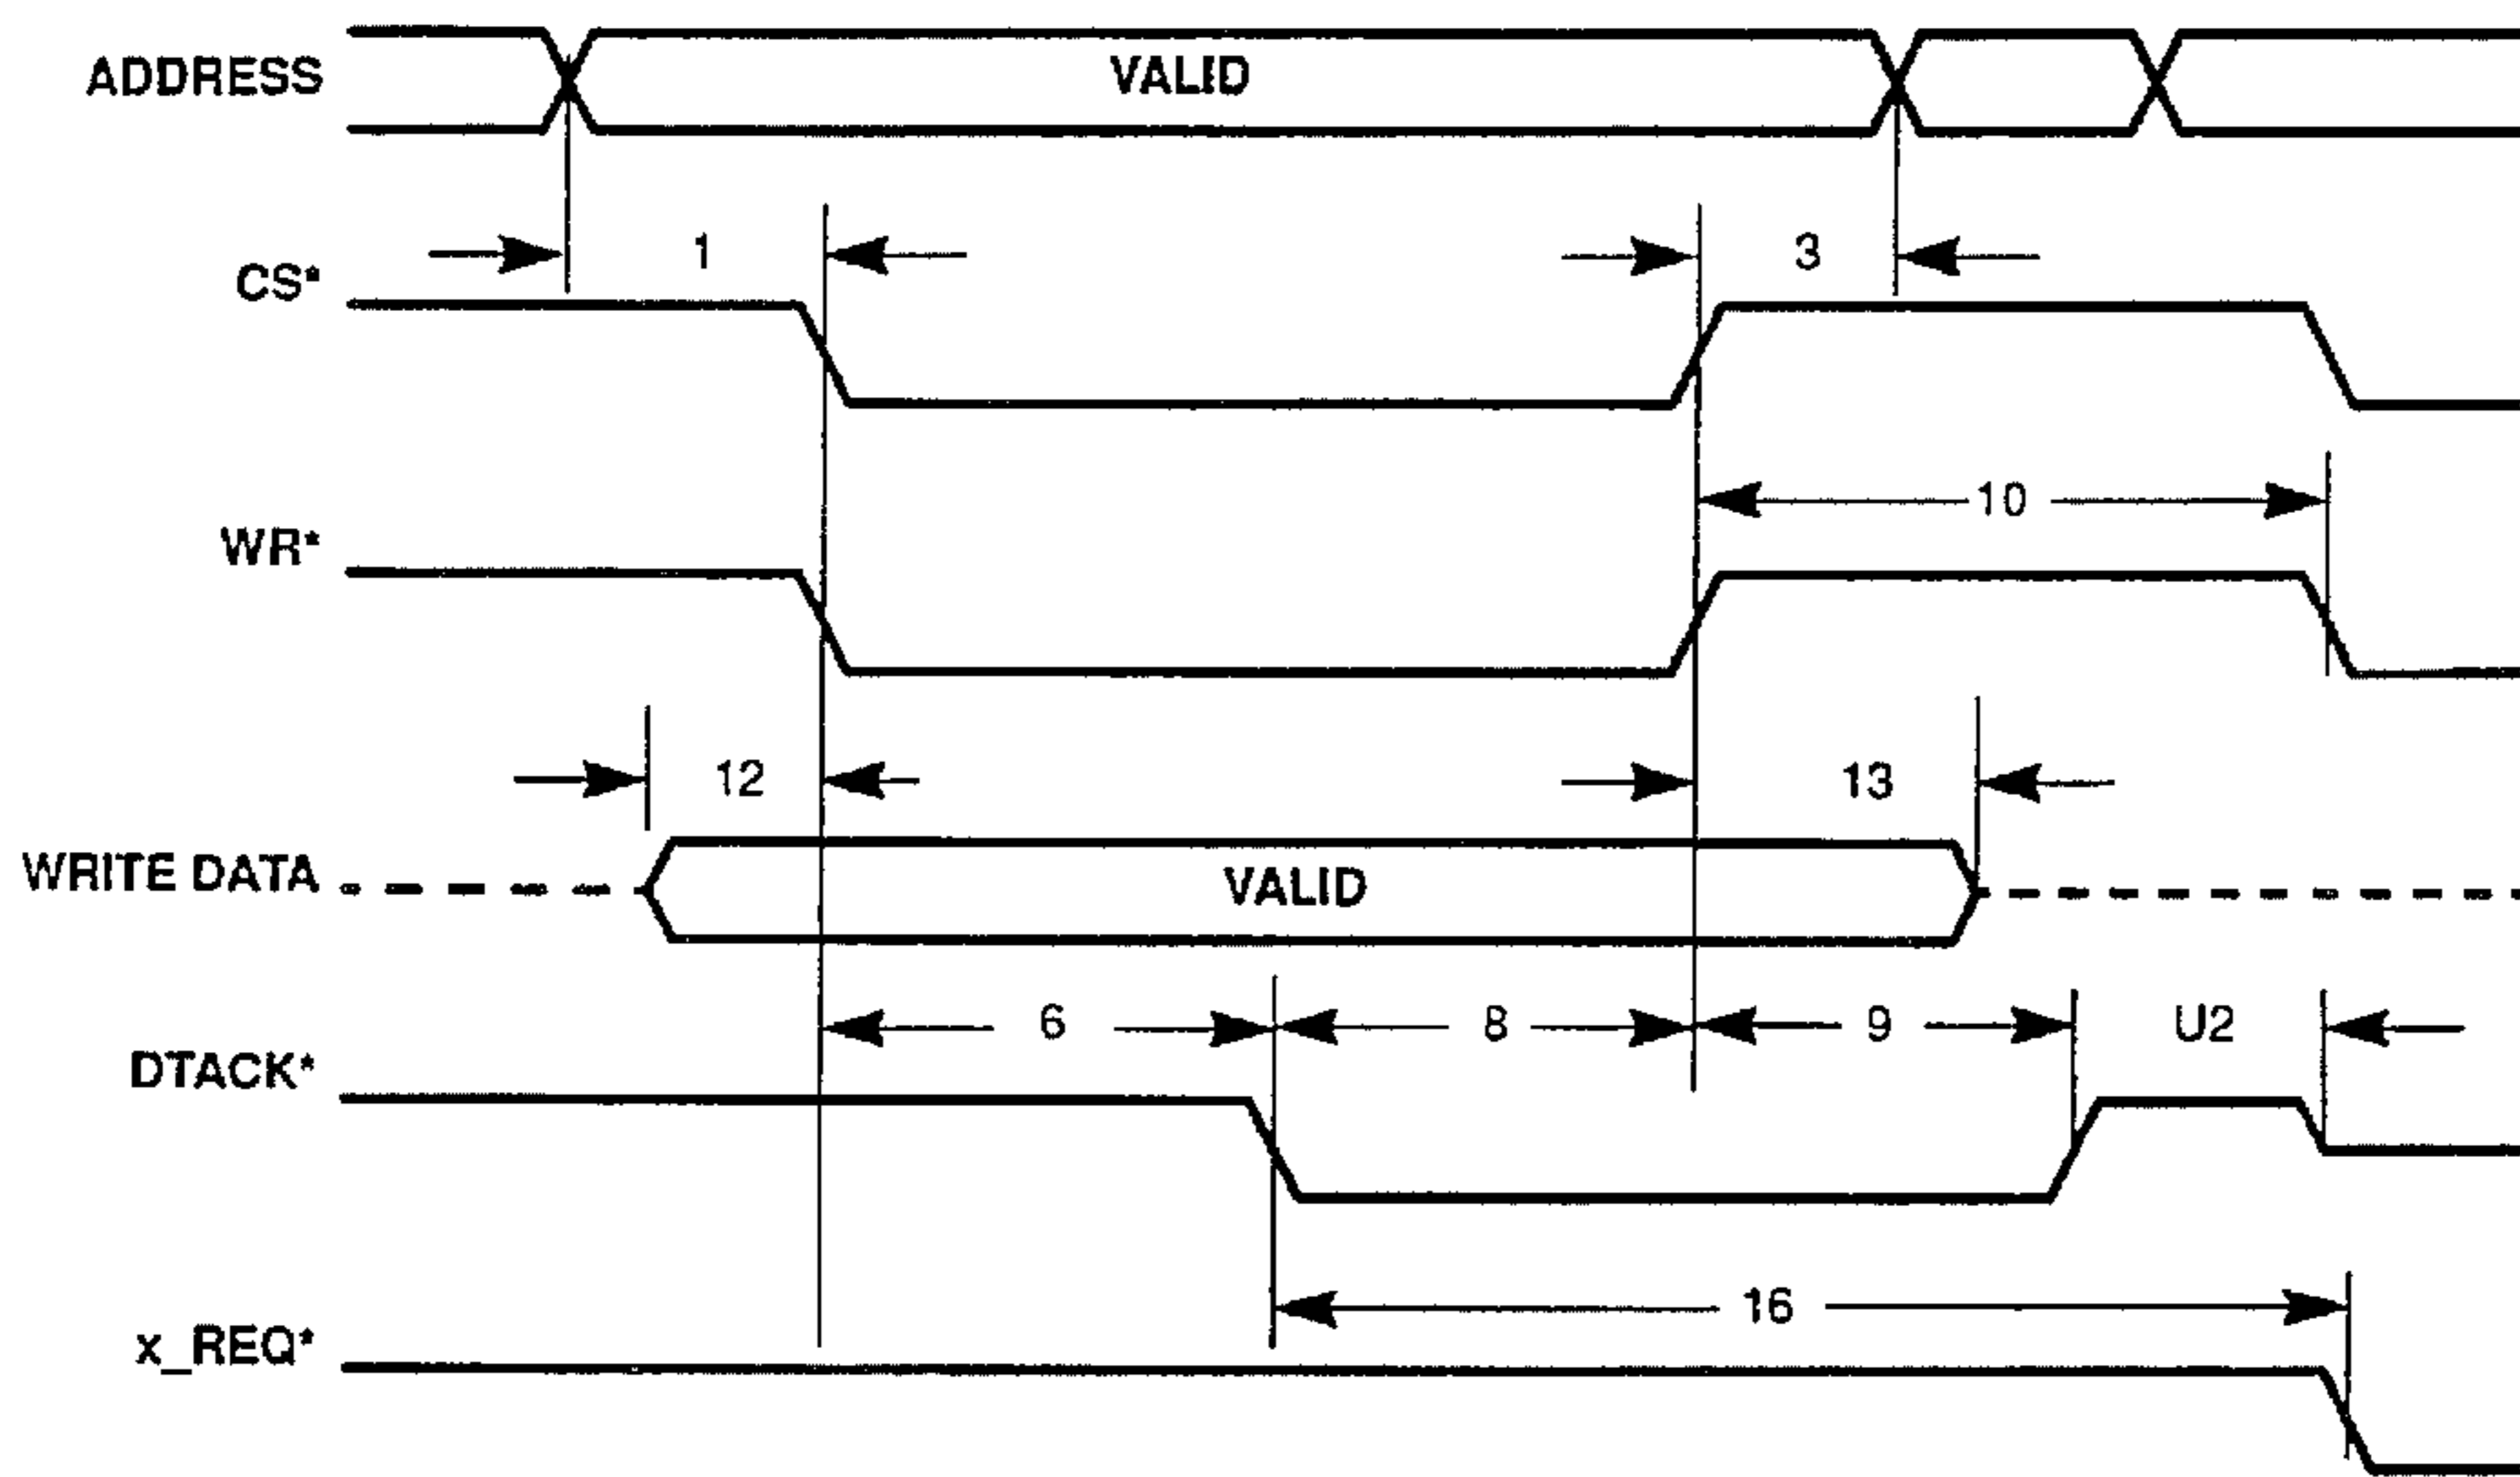 ADDRESS VALID
1 3
CS*
10
WR*
12 13
WRITE DATA VALID
6 8 9 U2
DTACK*
16
x_REQ*